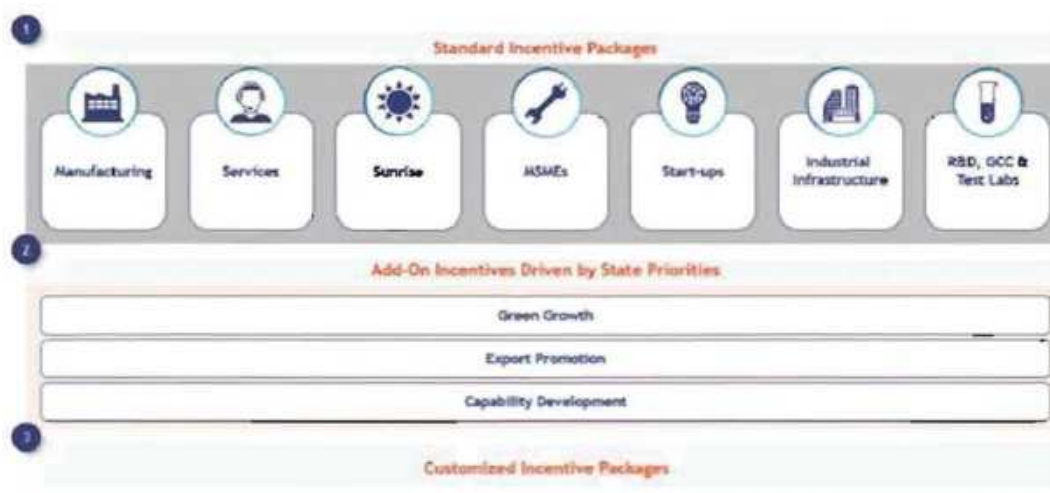 1
Standard Incentive Packages
Manufacturing
Services
Sunrise
MSMEs
Start-ups
Industrial
Infrastructure
R&D, GCC &
Test Labs
2
Add-On Incentives Driven by State Priorities
Green Growth
Export Promotion
Capability Development
3
Customized Incentive Packages